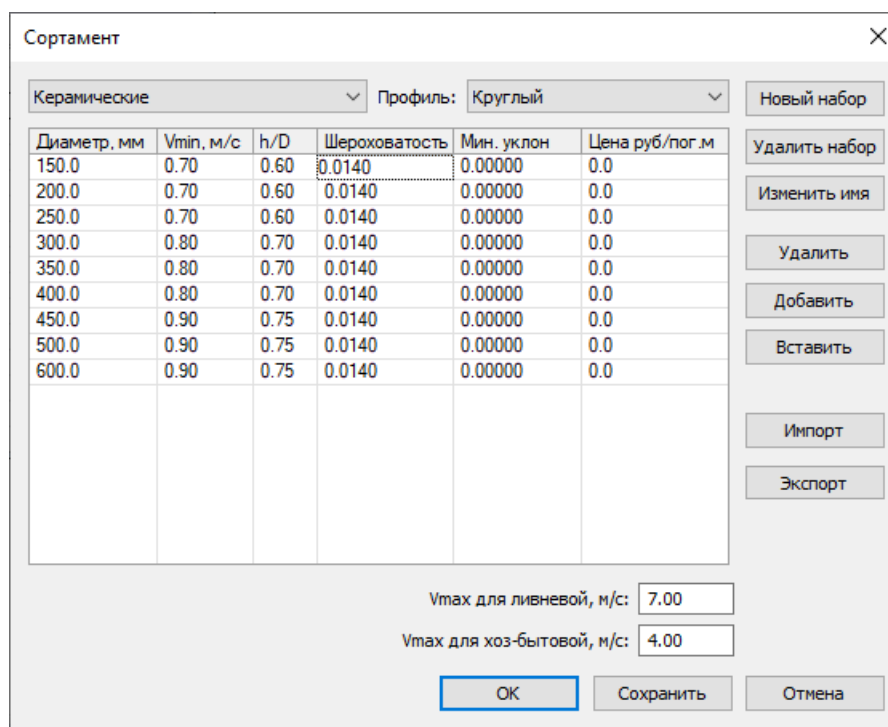 Сортамент
Керамические Профиль: Круглый Новый набор
Диаметр, мм Vmin, м/с h/D Шероховатость Мин. уклон Цена руб/пог.м Удалить набор
150.0 0.70 0.60 0.0140 0.00000 0.0
200.0 0.70 0.60 0.0140 0.00000 0.0 Изменить имя
250.0 0.70 0.60 0.0140 0.00000 0.0
300.0 0.80 0.70 0.0140 0.00000 0.0 Удалить
350.0 0.80 0.70 0.0140 0.00000 0.0
400.0 0.80 0.70 0.0140 0.00000 0.0 Добавить
450.0 0.90 0.75 0.0140 0.00000 0.0
500.0 0.90 0.75 0.0140 0.00000 0.0 Вставить
600.0 0.90 0.75 0.0140 0.00000 0.0
Импорт
Экспорт
Vmax для ливневой, м/с: 7.00
Vmax для хоз-бытовой, м/с: 4.00
OK Сохранить Отмена